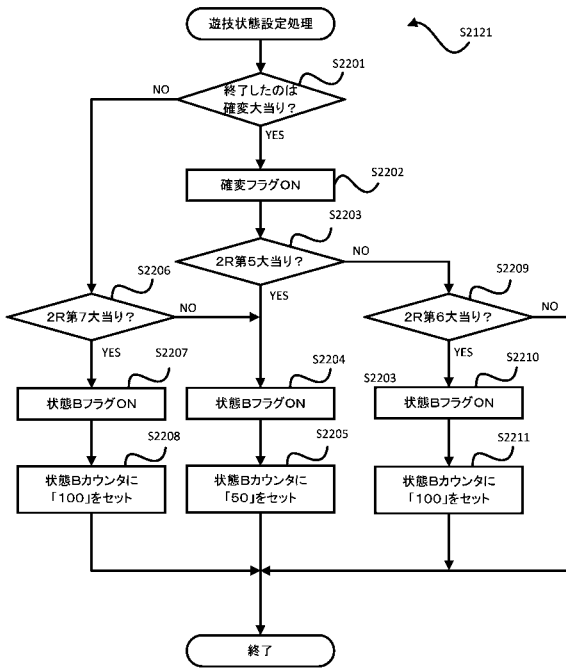 遊技状態設定処理
S2121
S2201
終了したのは
確変大当り？
NO
YES
S2202
確変フラグON
S2203
2R第5大当り？
NO
YES
S2206
2R第7大当り？
NO
YES
S2209
2R第6大当り？
NO
YES
S2207
状態BフラグON
S2204
状態BフラグON
S2203
S2210
状態BフラグON
S2208
状態Bカウンタに
「100」をセット
S2205
状態Bカウンタに
「50」をセット
S2211
状態Bカウンタに
「100」をセット
終了